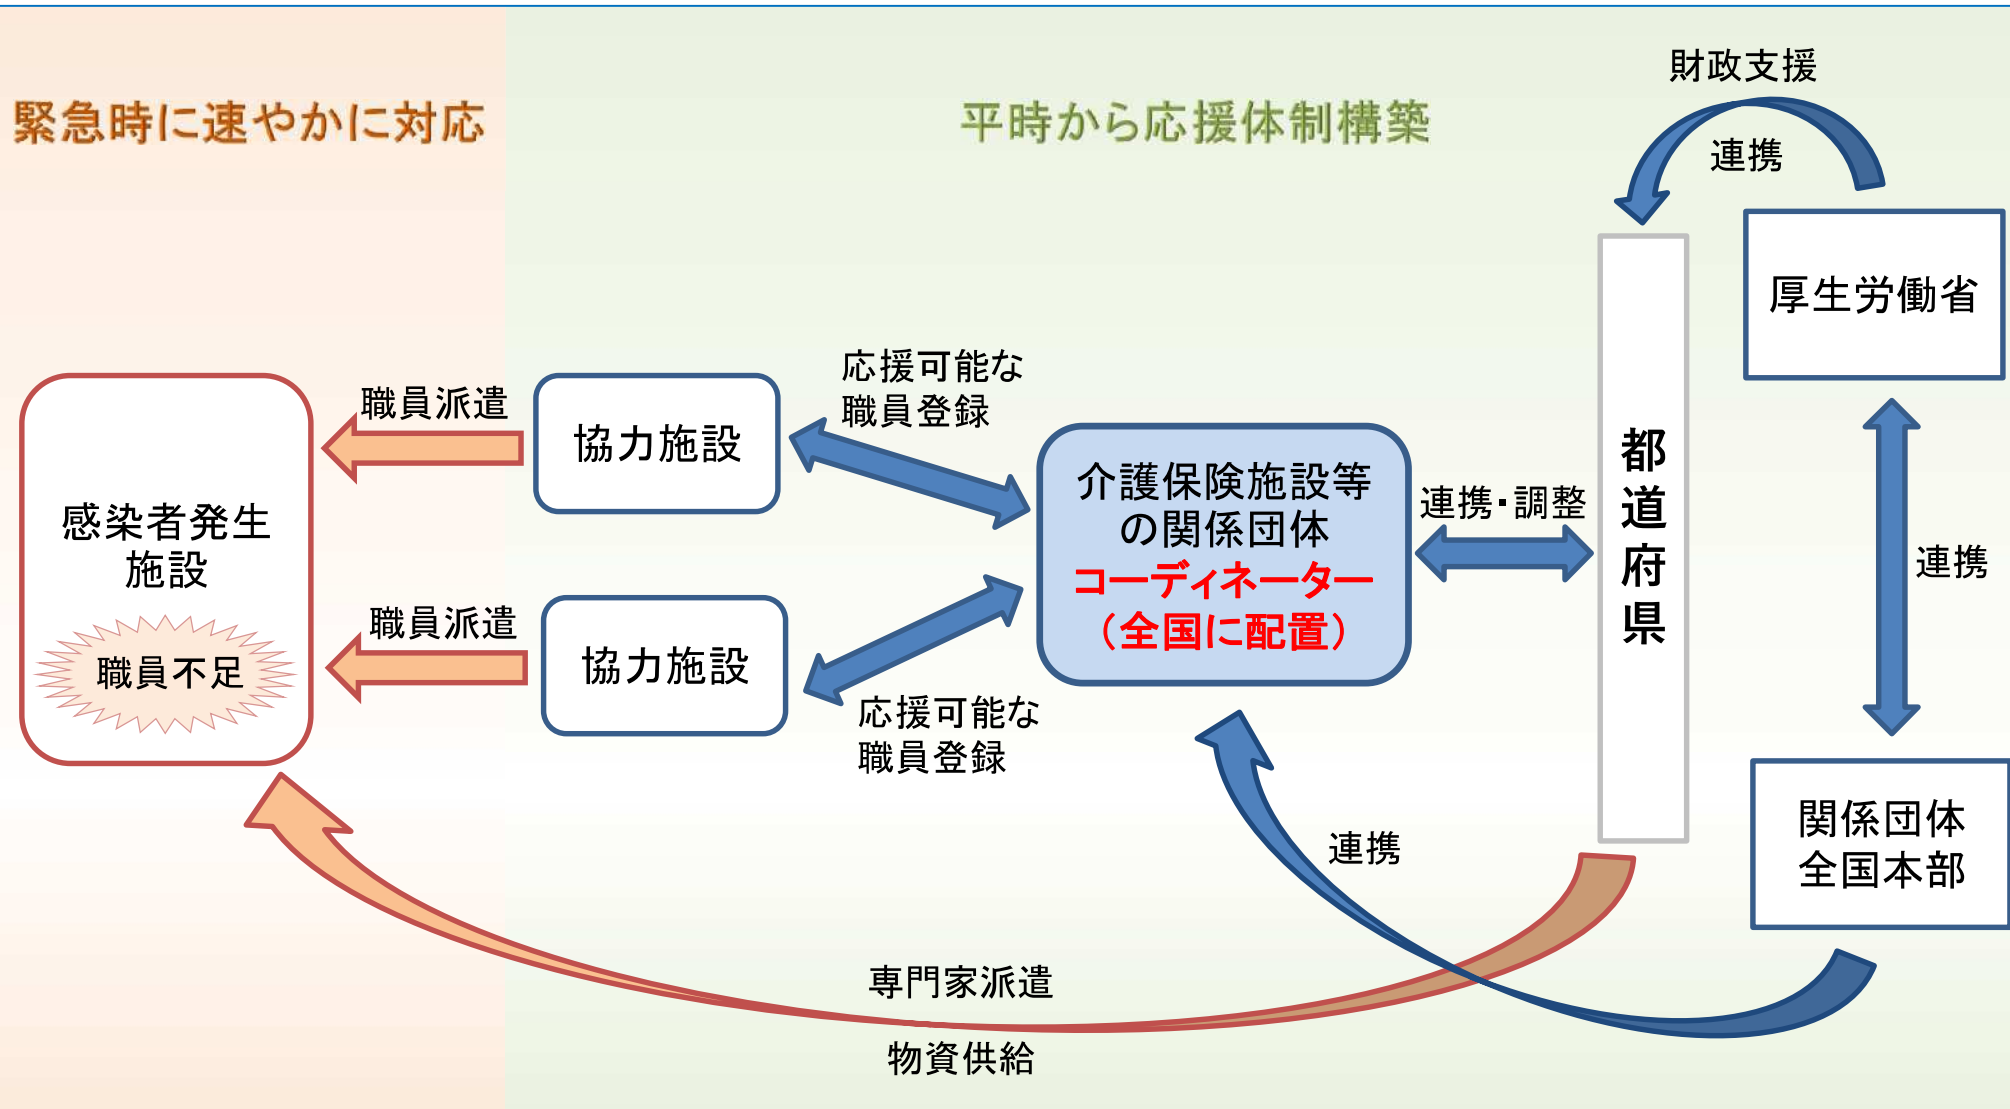 緊急時に速やかに対応
平時から応援体制構築
財政支援
連携
厚生労働省
都道府県
連携
関係団体
全国本部
感染者発生
施設
職員不足
職員派遣
協力施設
応援可能な
職員登録
職員派遣
協力施設
応援可能な
職員登録
介護保険施設等
の関係団体
コーディネーター
（全国に配置）
連携・調整
連携
専門家派遣
物資供給